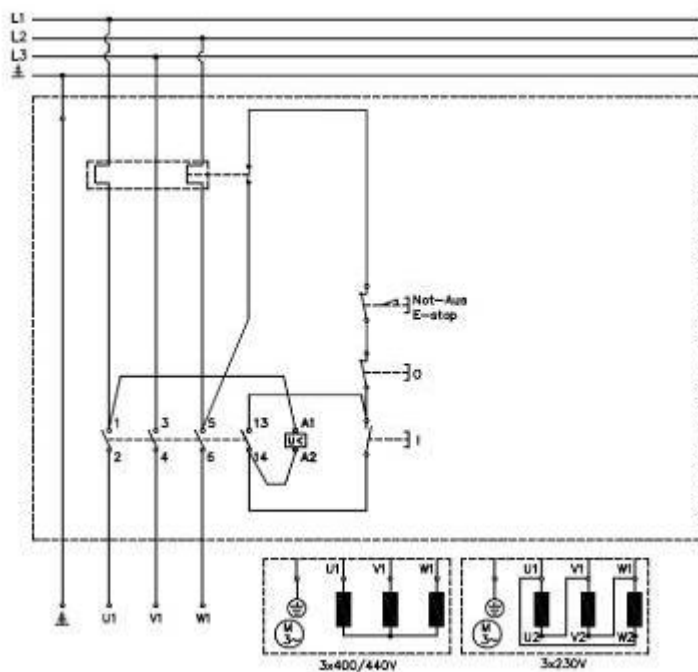 L1
L2
L3
Not-Aus
E-stop
0
1 3 5 13 A1
U< I
2 4 6 14 A2
U1 V1 W1
U1 V1 W1
M
3~
3x400/440V
U1 V1 W1
U2 V2 W2
M
3~
3x230V